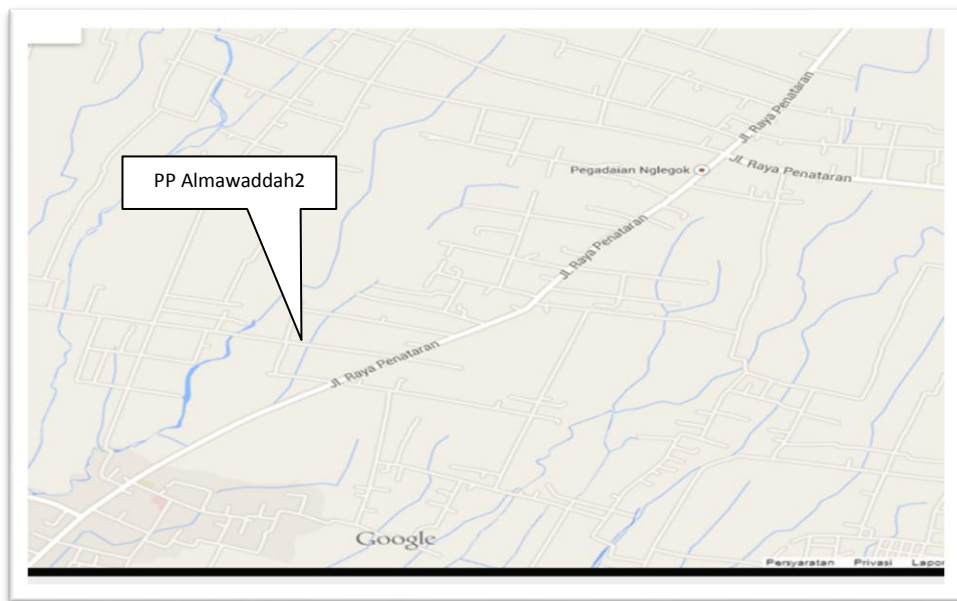 Jl. Raya Penataran
PP Almawaddah2
Pegadaian Nglegok
Jl. Raya Penataran
Jl. Raya Penataran
Jl. Raya Penataran
Google
Persyaratan Privasi Lapor